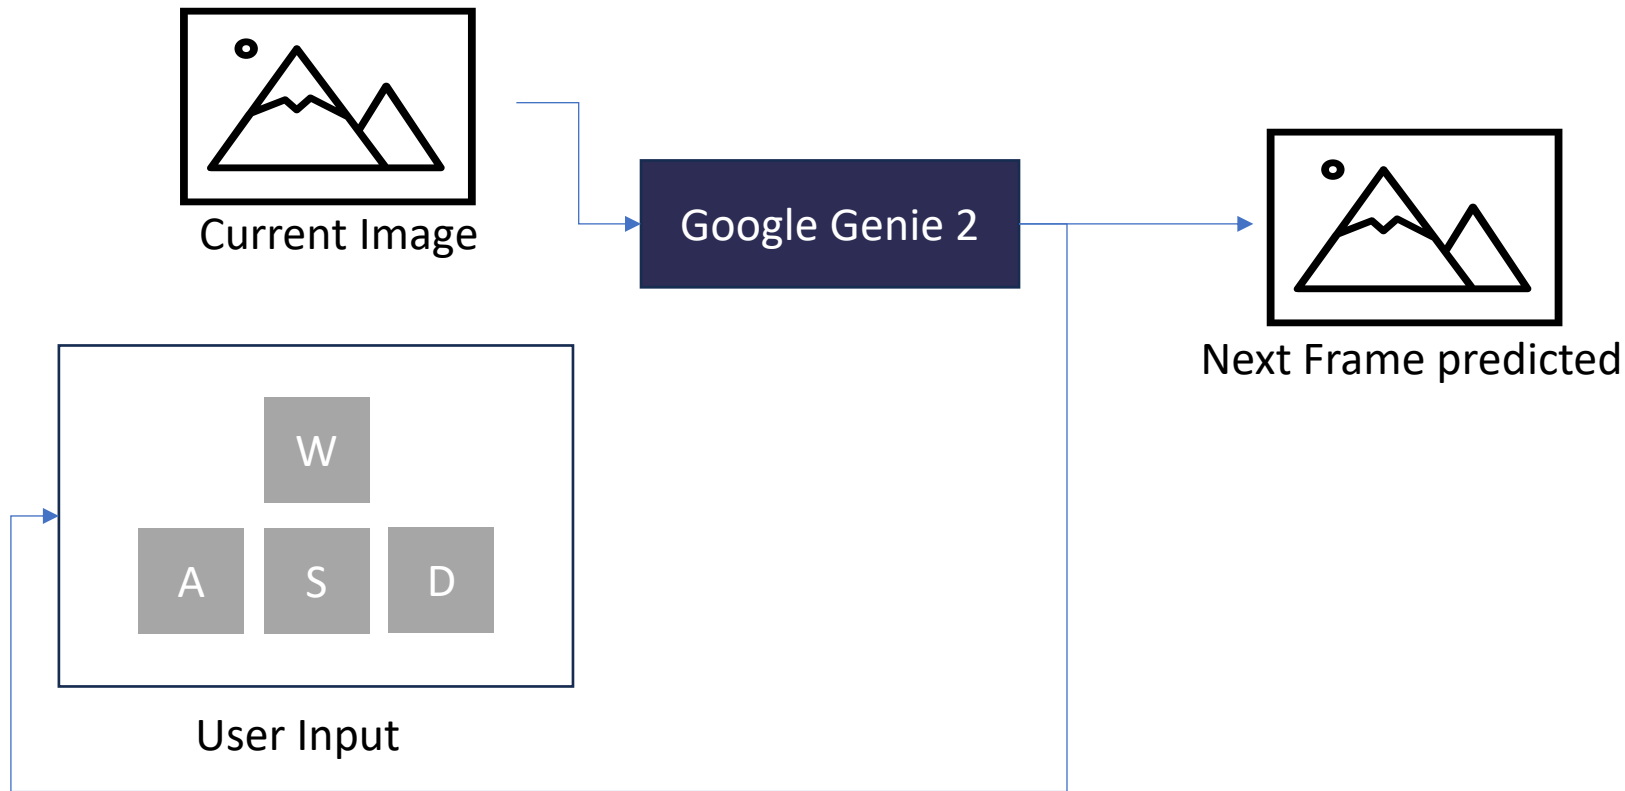 Current Image
Google Genie 2
Next Frame predicted
W
A S D
User Input